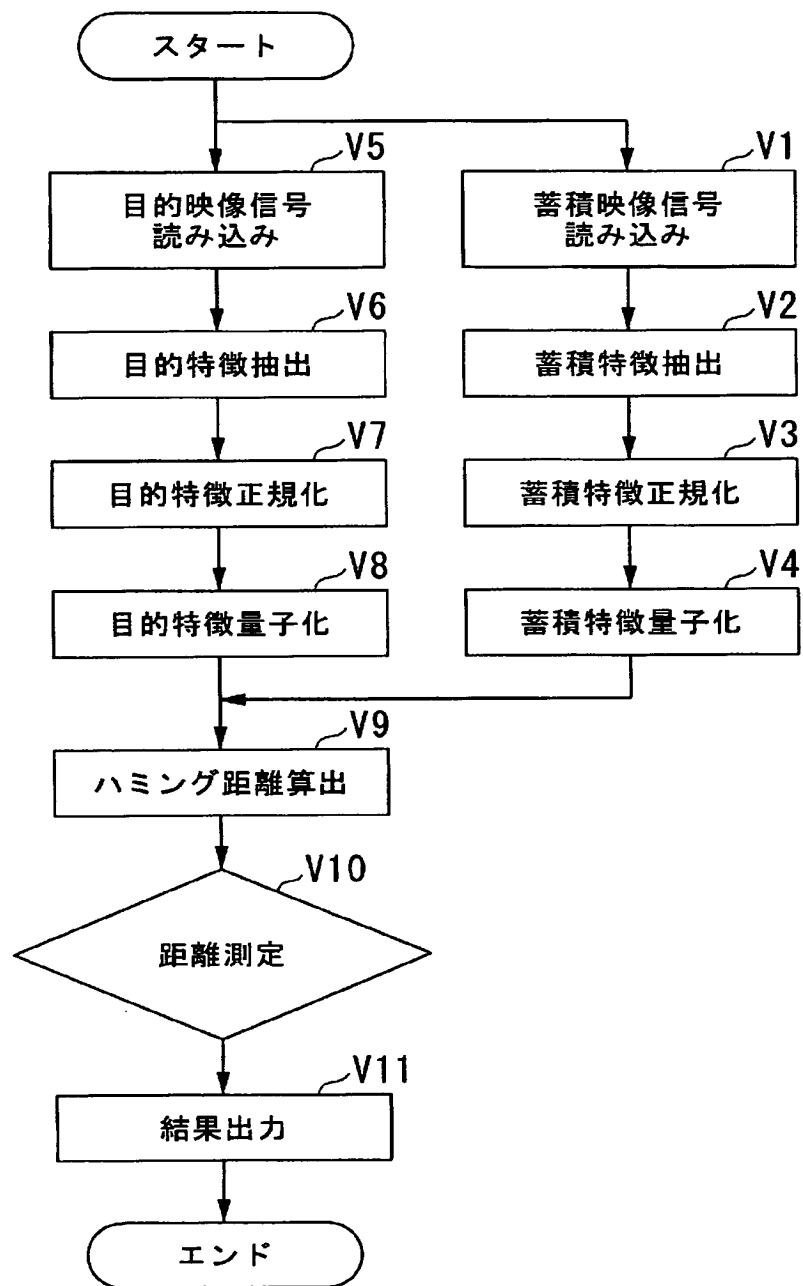 スタート
V5
目的映像信号
読み込み
V1
蓄積映像信号
読み込み
V6
目的特徴抽出
V2
蓄積特徴抽出
V7
目的特徴正規化
V3
蓄積特徴正規化
V8
目的特徴量子化
V4
蓄積特徴量子化
V9
ハミング距離算出
V10
距離測定
V11
結果出力
エンド